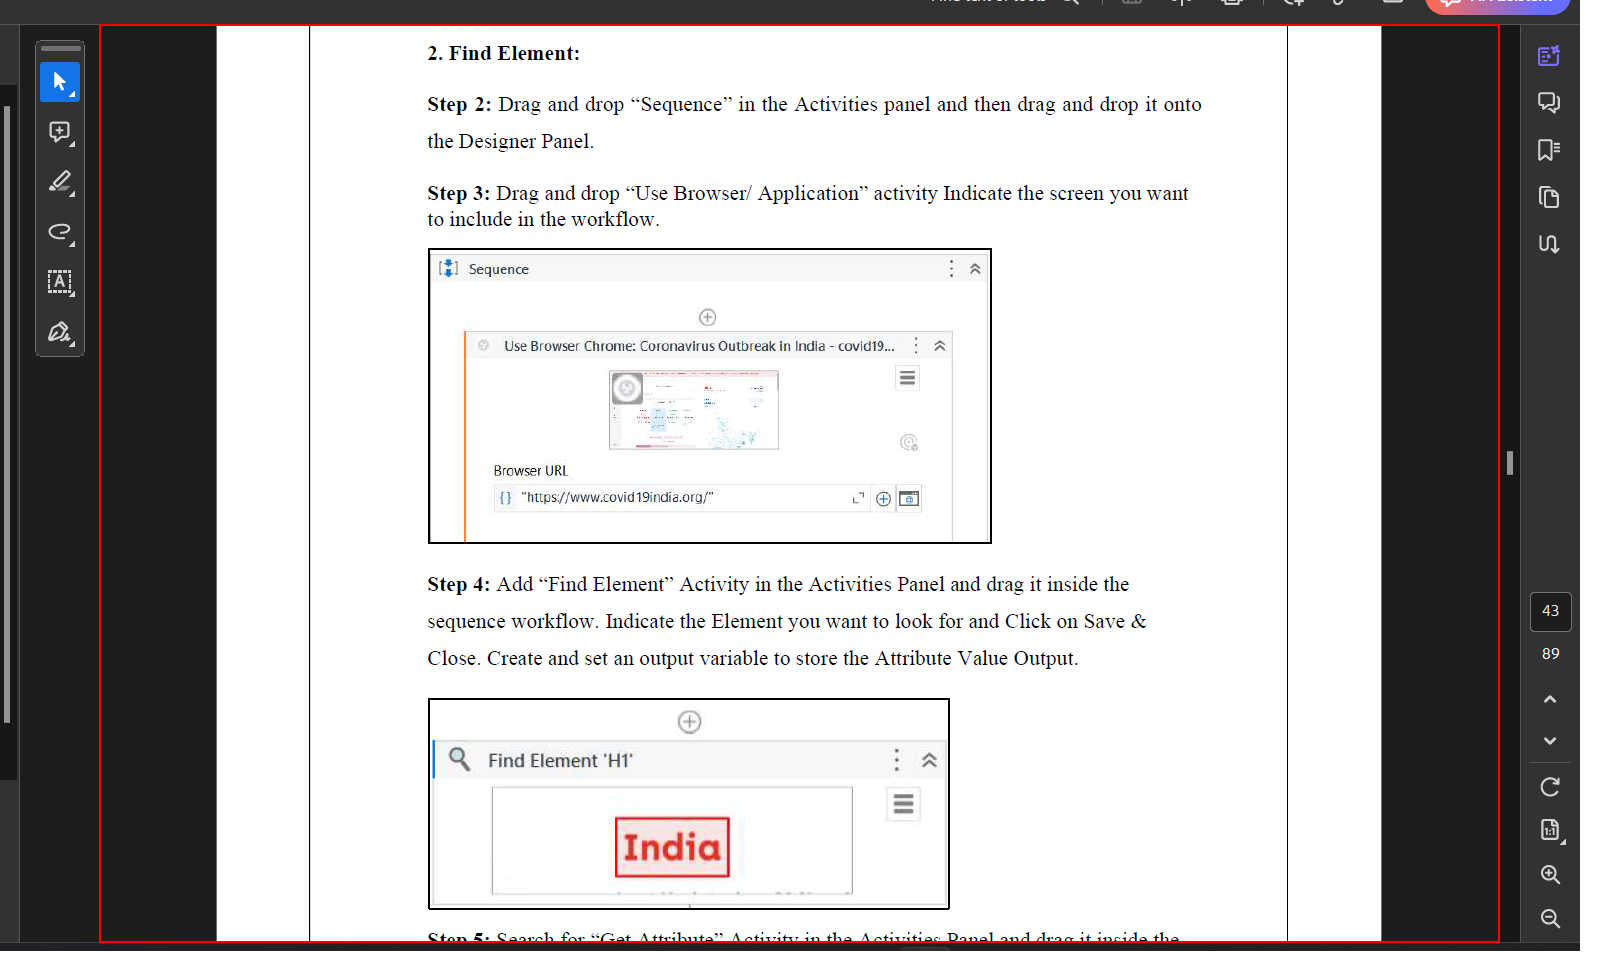 2. Find Element:
Step 2: Drag and drop “Sequence” in the Activities panel and then drag and drop it onto
the Designer Panel.
Step 3: Drag and drop “Use Browser/ Application” activity Indicate the screen you want
to include in the workflow.
Sequence
Use Browser Chrome: Coronavirus Outbreak in India - covid19...
Browser URL
{} "https://www.covid19india.org/"
Step 4: Add “Find Element” Activity in the Activities Panel and drag it inside the
sequence workflow. Indicate the Element you want to look for and Click on Save &
Close. Create and set an output variable to store the Attribute Value Output.
Find Element 'H1'
India
Step 5: Search for “Get Attribute” Activity in the Activities Panel and drag it inside the
43
89
1:1